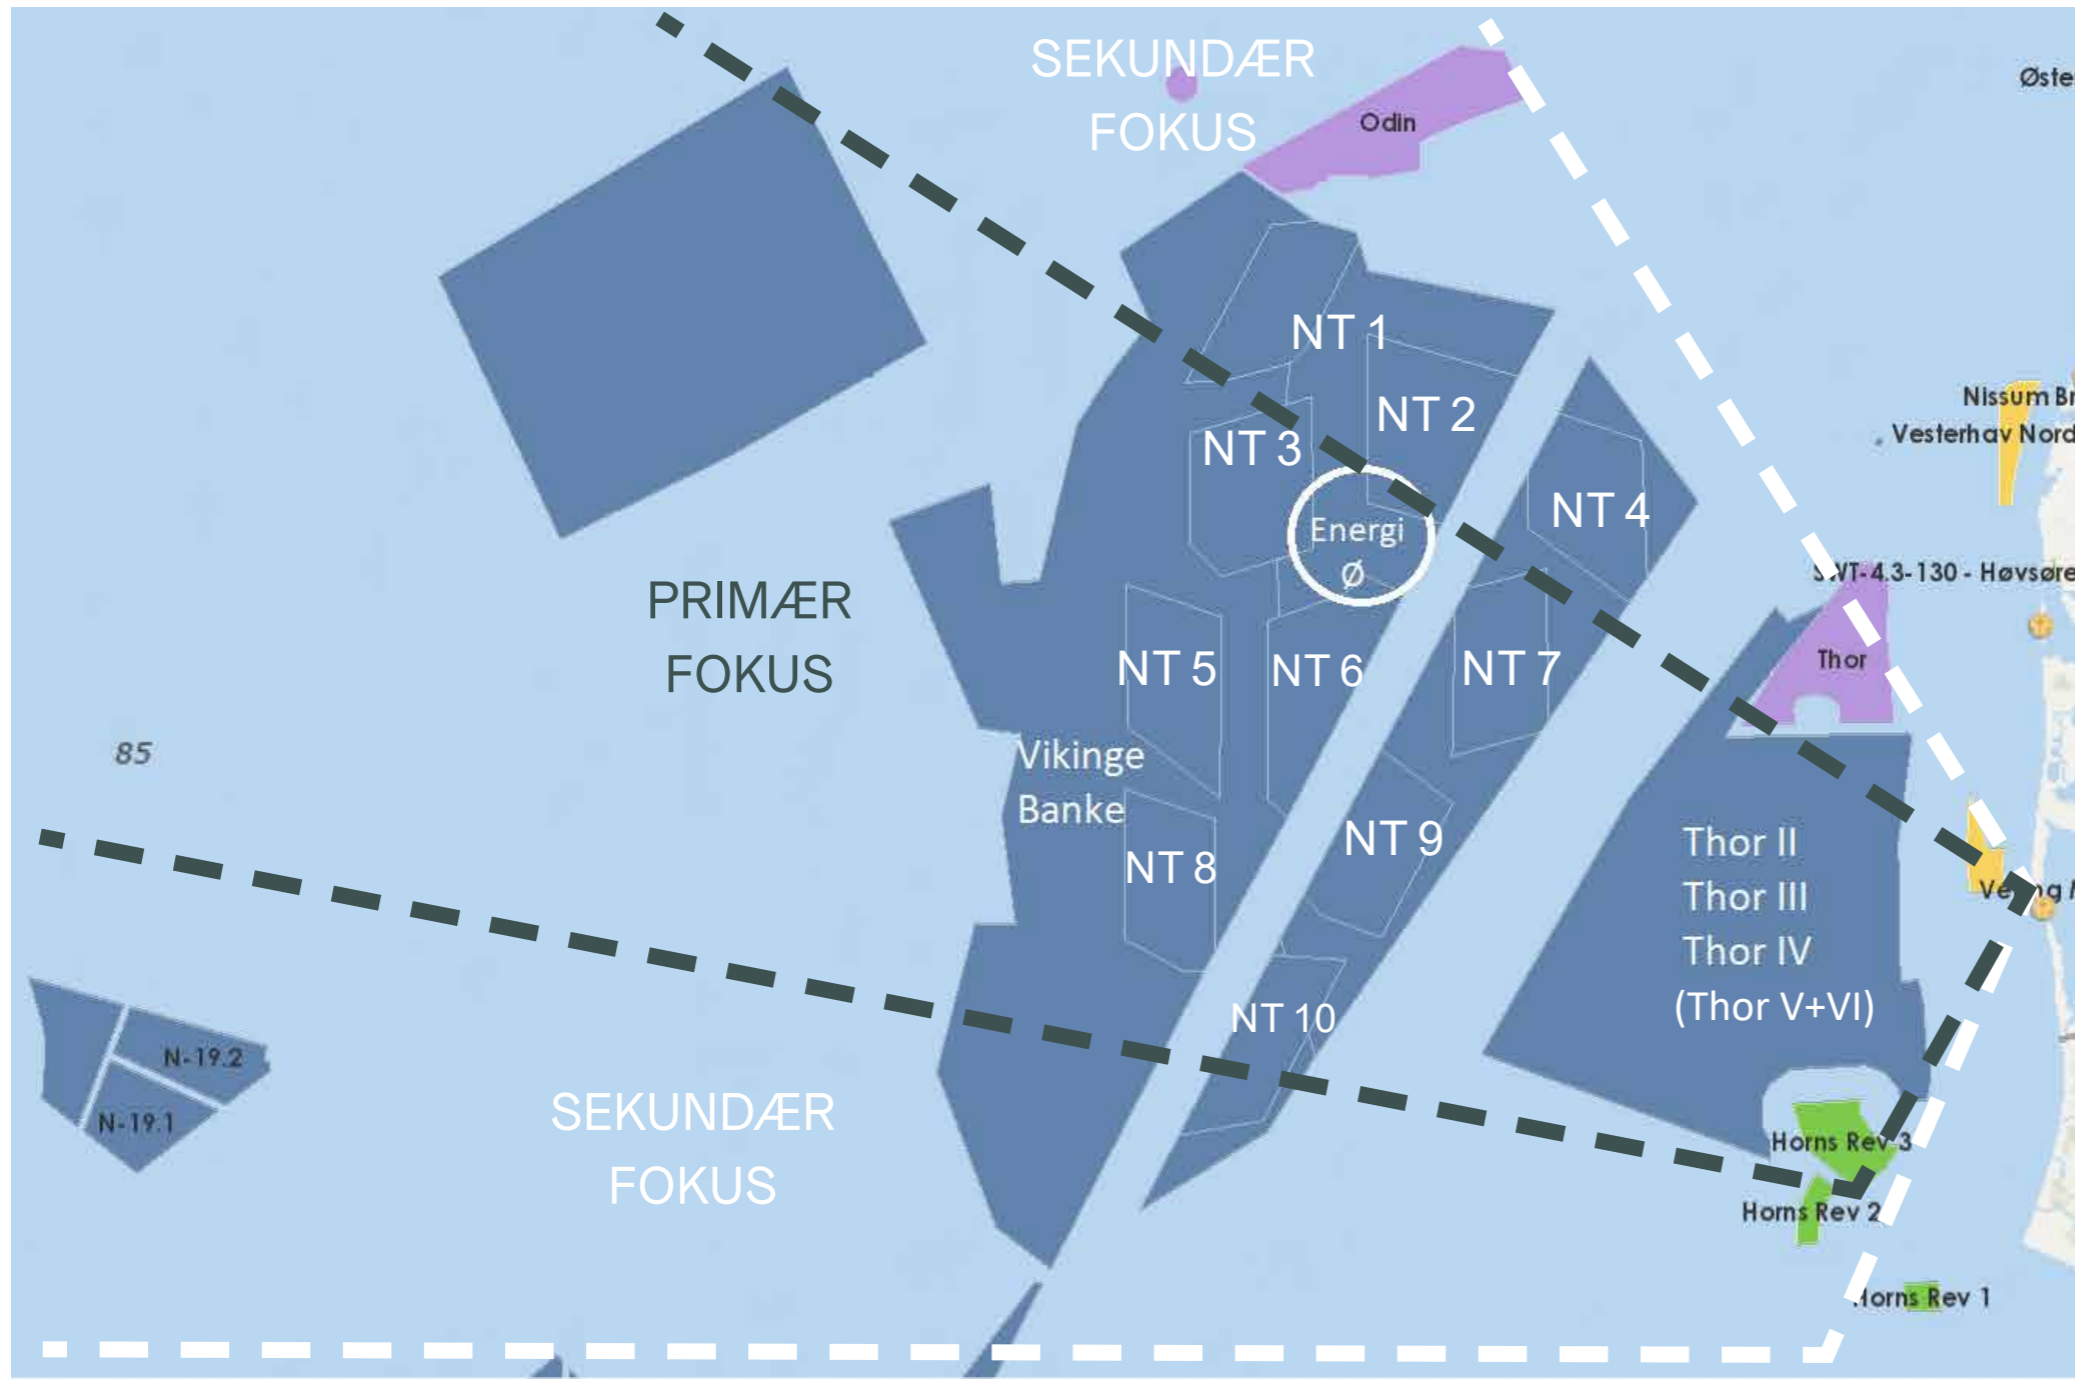 SEKUNDÆR
FOKUS
Odin
Øste
NT 1
NT 2
NT 3
NT 4
Nissum Br
Vesterhav Nord
Energi
Ø
SWT-4.3-130 - Høvsøre
PRIMÆR
FOKUS
NT 5
NT 6
NT 7
Thor
85
Vikinge
Banke
NT 8
NT 9
Thor II
Thor III
Thor IV
(Thor V+VI)
NT 10
N-19.2
N-19.1
SEKUNDÆR
FOKUS
Horns Rev 3
Horns Rev 2
Horns Rev 1